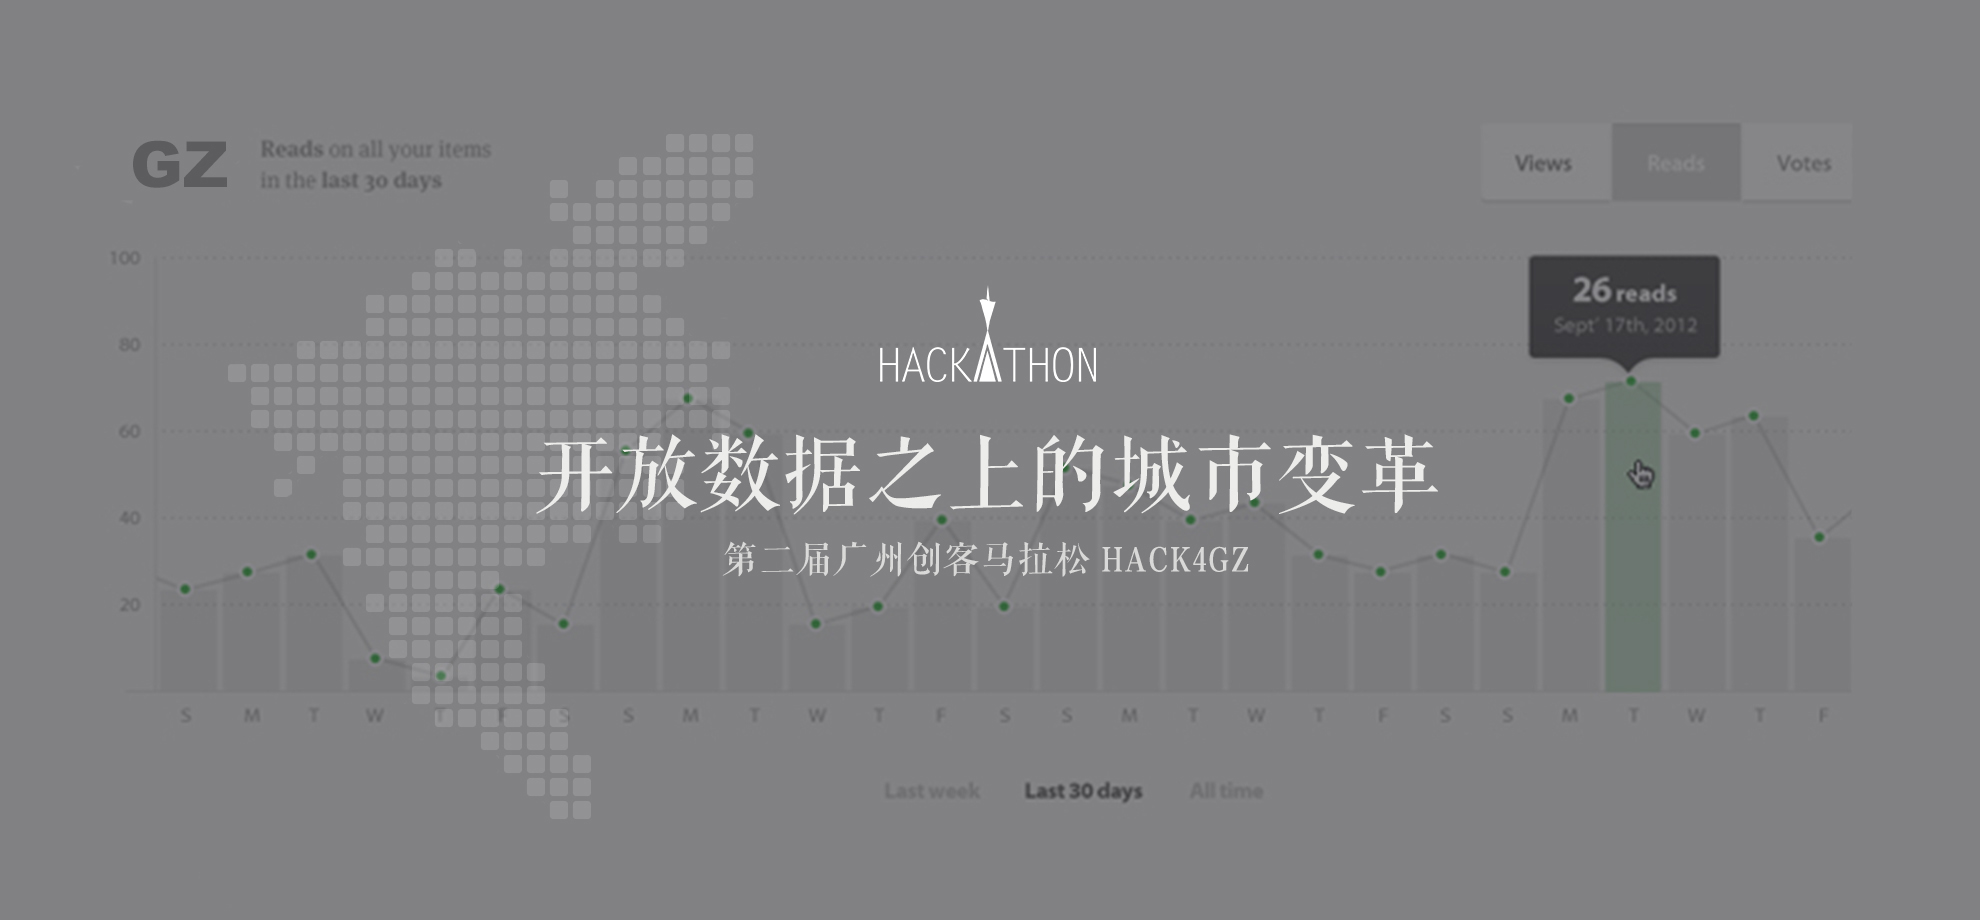 GZ
Reads on all your items
in the last 30 days
Views Reads Votes
100
80
60
40
20
26 reads
Sept' 17th, 2012
HACKATHON
开放数据之上的城市变革
第二届广州创客马拉松 HACK4GZ
S M T W T F S S M T W T F S S M T W T F S S M T W T F
Last week Last 30 days All time